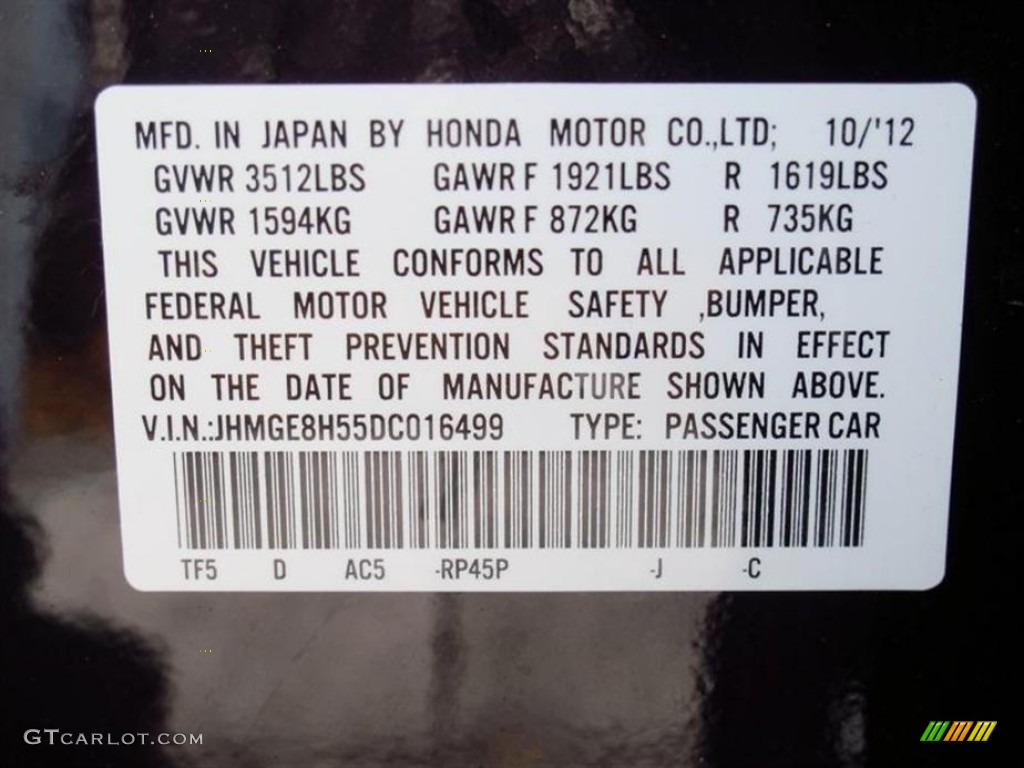 MFD. IN JAPAN BY HONDA MOTOR CO.,LTD; 10/'12
GVWR 3512LBS GAWR F 1921LBS R 1619LBS
GVWR 1594KG GAWR F 872KG R 735KG
THIS VEHICLE CONFORMS TO ALL APPLICABLE
FEDERAL MOTOR VEHICLE SAFETY ,BUMPER,
AND THEFT PREVENTION STANDARDS IN EFFECT
ON THE DATE OF MANUFACTURE SHOWN ABOVE.
V.I.N.:JHMGE8H55DC016499 TYPE: PASSENGER CAR
TF5 D AC5 -RP45P -J -C
GTCARLOT.COM